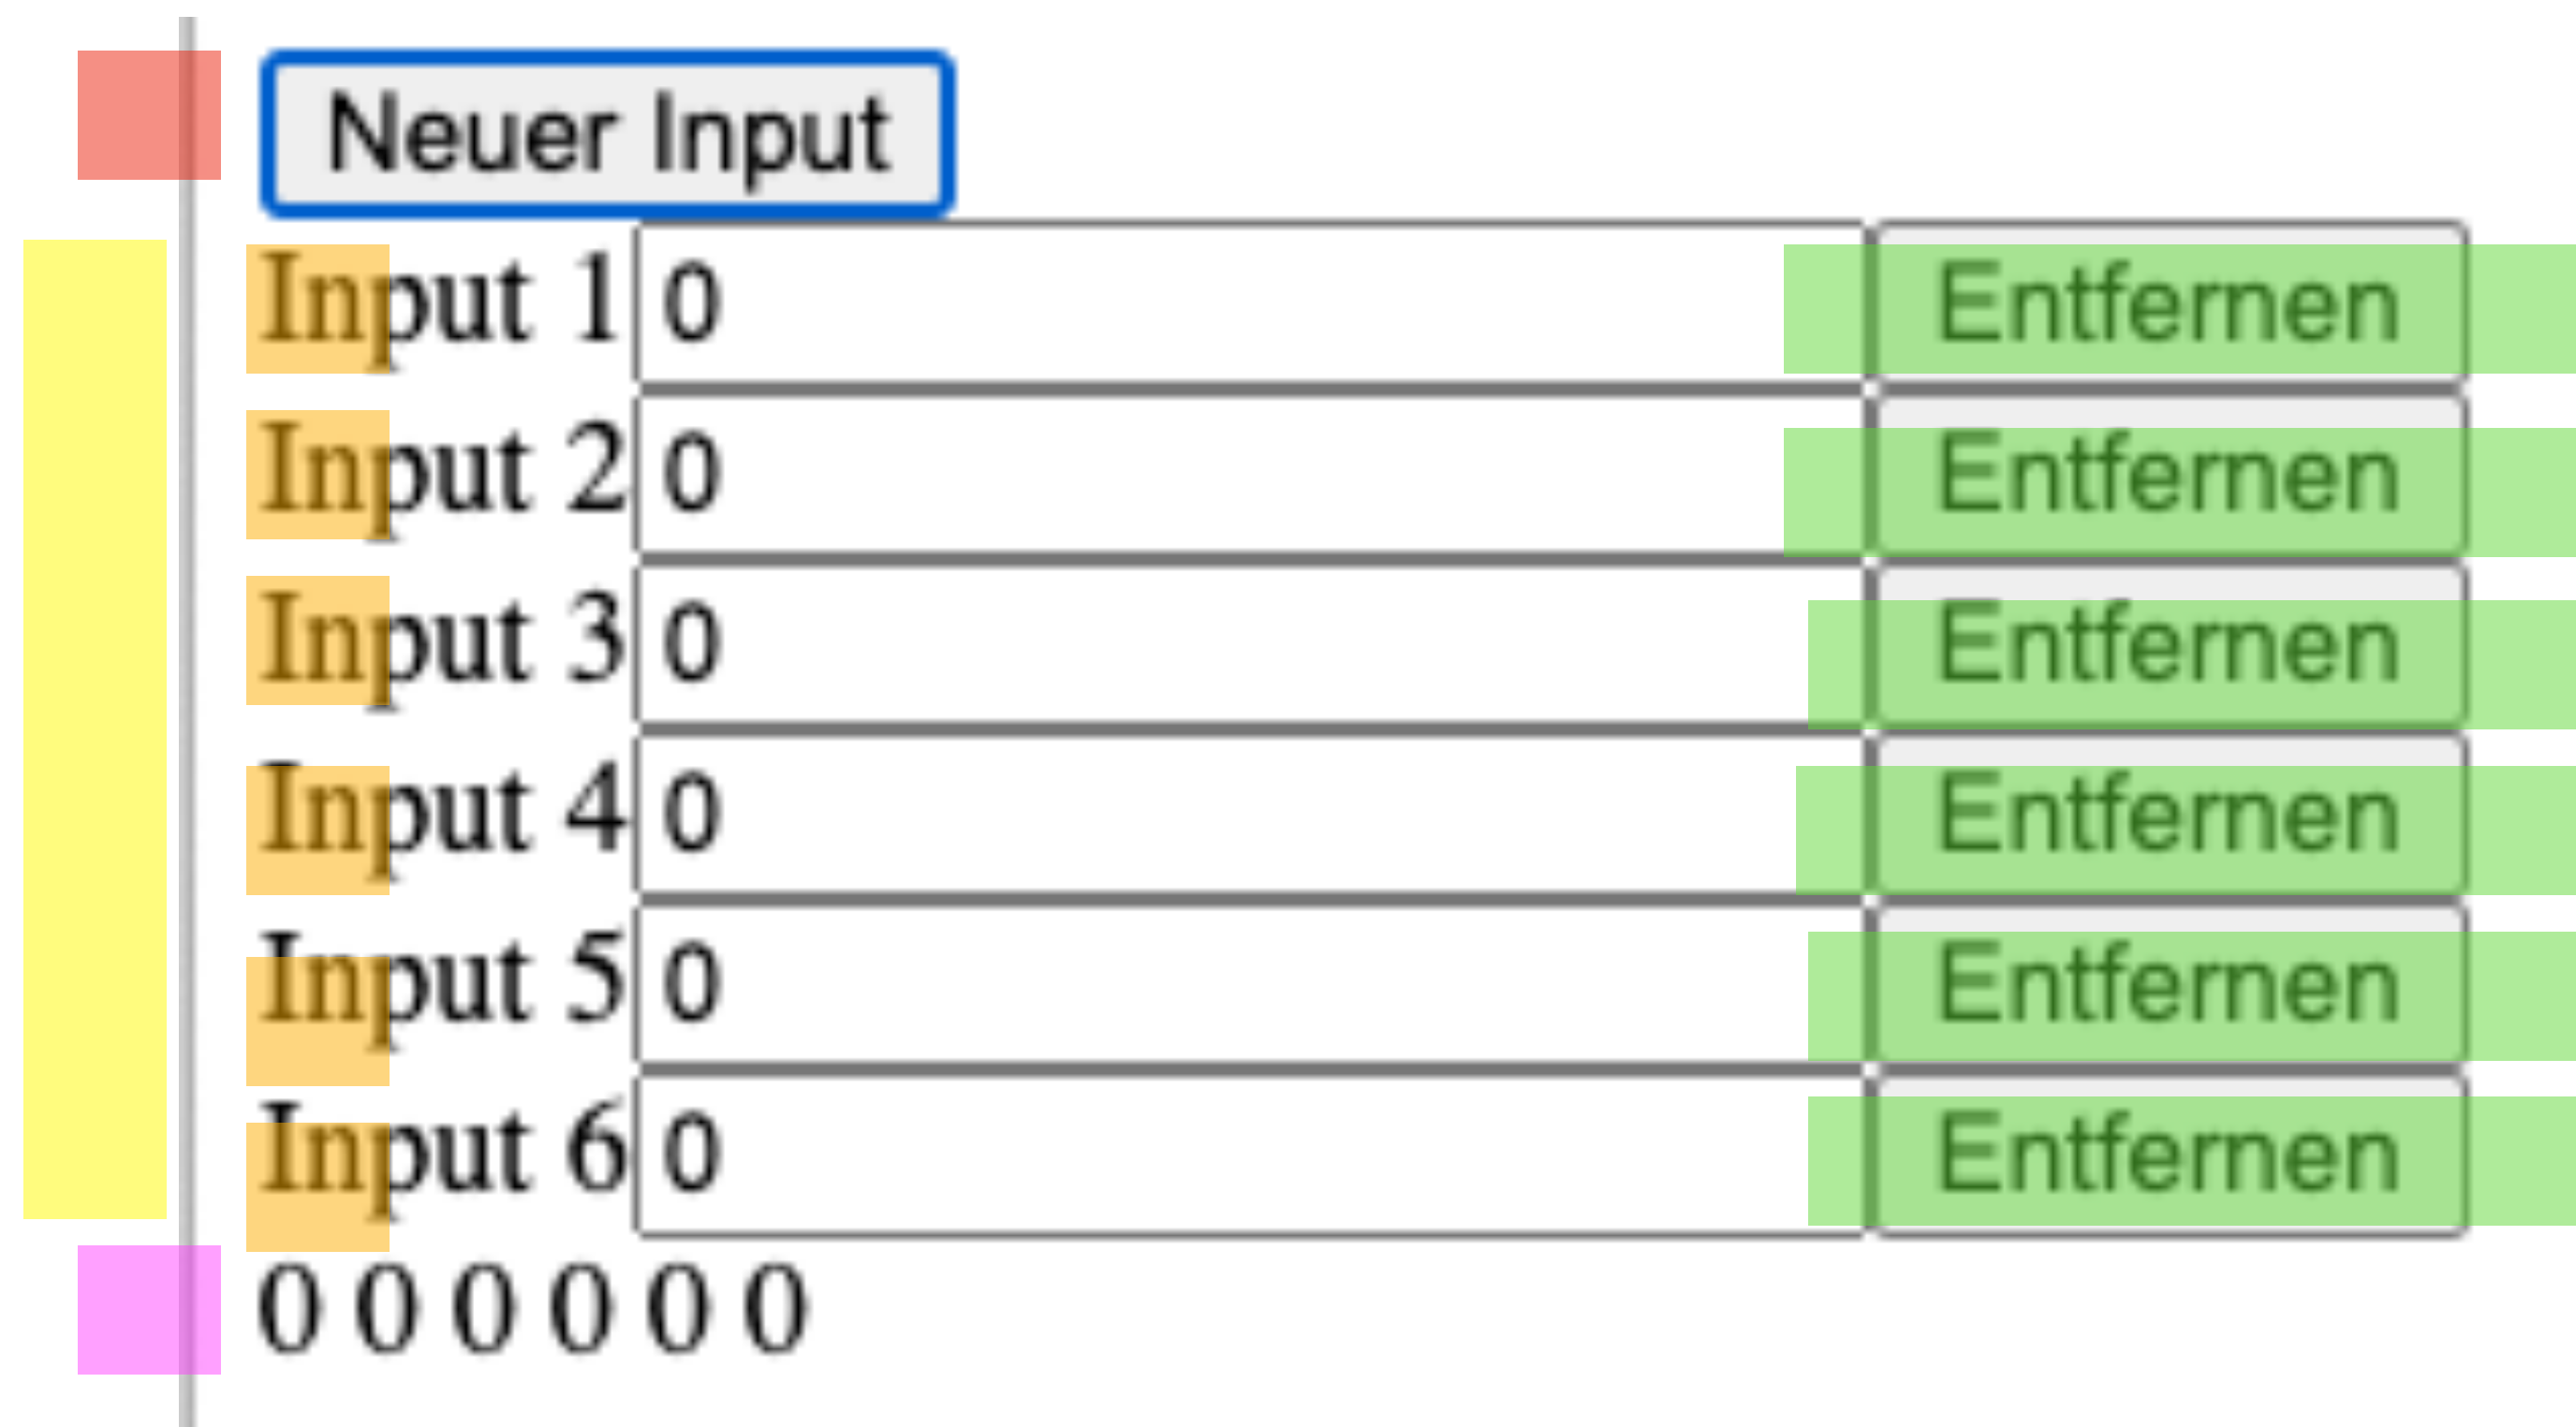 Neuer Input
Input 1 0 Entfernen
Input 2 0 Entfernen
Input 3 0 Entfernen
Input 4 0 Entfernen
Input 5 0 Entfernen
Input 6 0 Entfernen
0 0 0 0 0 0